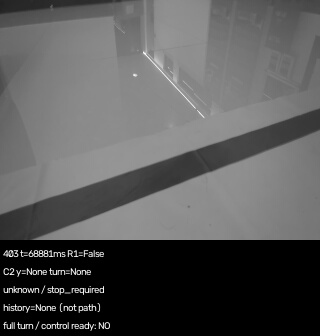 403 t=68881ms R1=False
C2 y=None turn=None
unknown / stop_required
history=None (not path)
full turn / control ready: NO